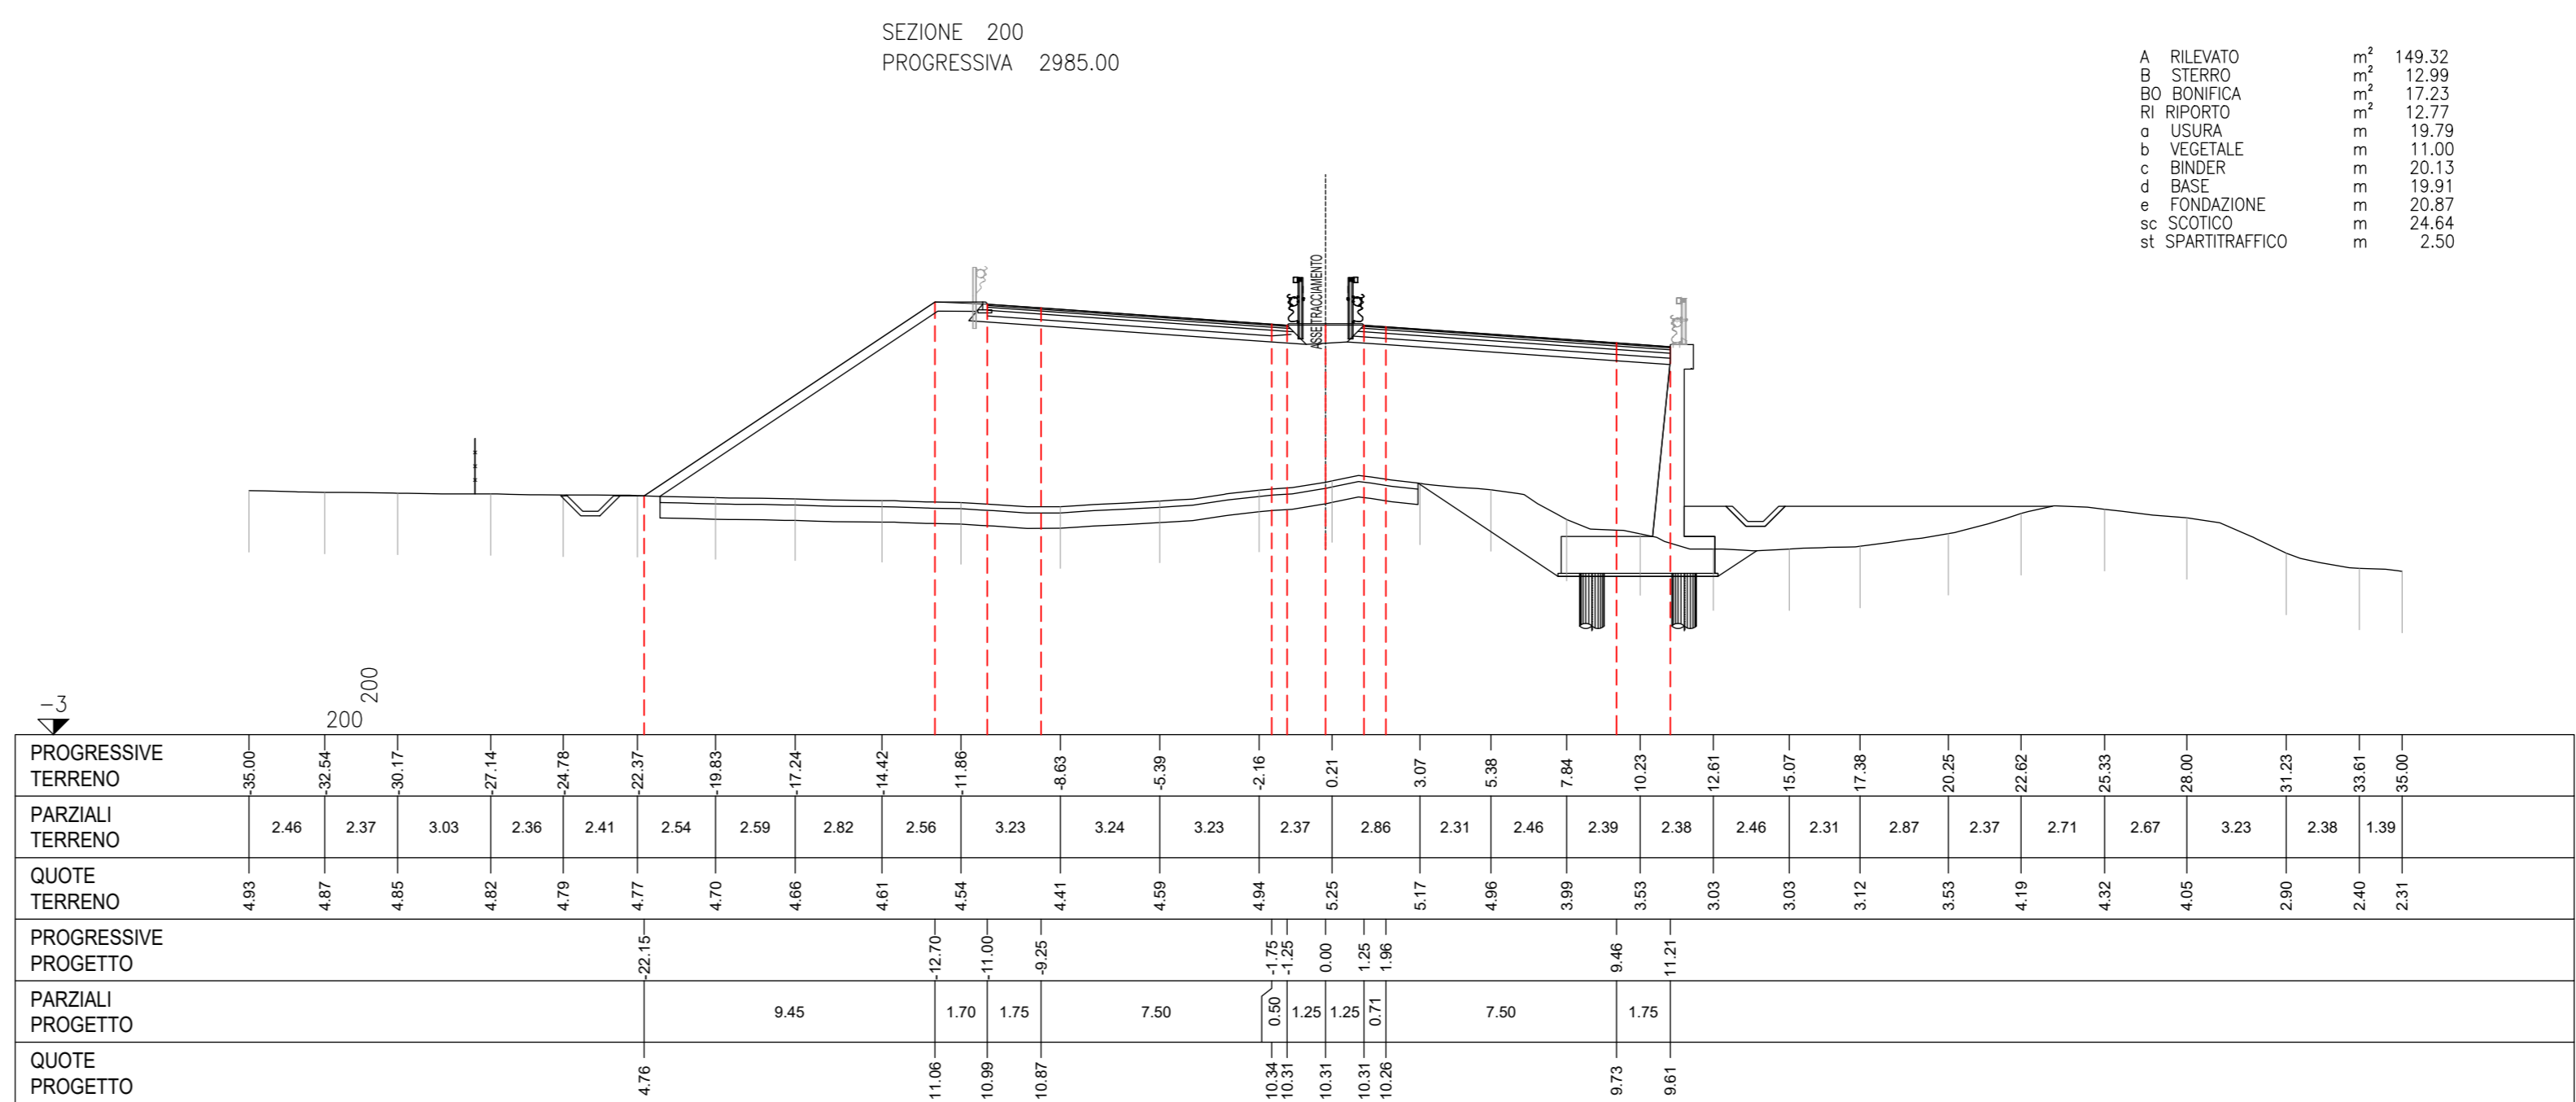 SEZIONE 200
PROGRESSIVA 2985.00
A RILEVATO m² 149.32
B STERRO m² 12.99
BO BONIFICA m² 17.23
RI RIPORTO m² 12.77
a USURA m 19.79
b VEGETALE m 11.00
c BINDER m 20.13
d BASE m 19.91
e FONDAZIONE m 20.87
sc SCOTICO m 24.64
st SPARTITRAFFICO m 2.50
ASSE TRACCIAMENTO
-3
200
200
PROGRESSIVE TERRENO
-35.00 -32.54 -30.17 -27.14 -24.78 -22.37 -19.83 -17.24 -14.42 -11.86 -8.63 -5.39 -2.16 0.21 3.07 5.38 7.84 10.23 12.61 15.07 17.38 20.25 22.62 25.33 28.00 31.23 33.61 35.00
PARZIALI TERRENO
2.46 2.37 3.03 2.36 2.41 2.54 2.59 2.82 2.56 3.23 3.24 3.23 2.37 2.86 2.31 2.46 2.39 2.38 2.46 2.31 2.87 2.37 2.71 2.67 3.23 2.38 1.39
QUOTE TERRENO
4.93 4.87 4.85 4.82 4.79 4.77 4.70 4.66 4.61 4.54 4.41 4.59 4.94 5.25 5.17 4.96 3.99 3.53 3.03 3.03 3.12 3.53 4.19 4.32 4.05 2.90 2.40 2.31
PROGRESSIVE PROGETTO
-22.15 -12.70 -11.00 -9.25 -1.75 -1.25 0.00 1.25 1.96 9.46 11.21
PARZIALI PROGETTO
9.45 1.70 1.75 7.50 0.50 1.25 1.25 0.71 7.50 1.75
QUOTE PROGETTO
4.76 11.06 10.99 10.87 10.34 10.31 10.31 10.31 10.26 9.73 9.61